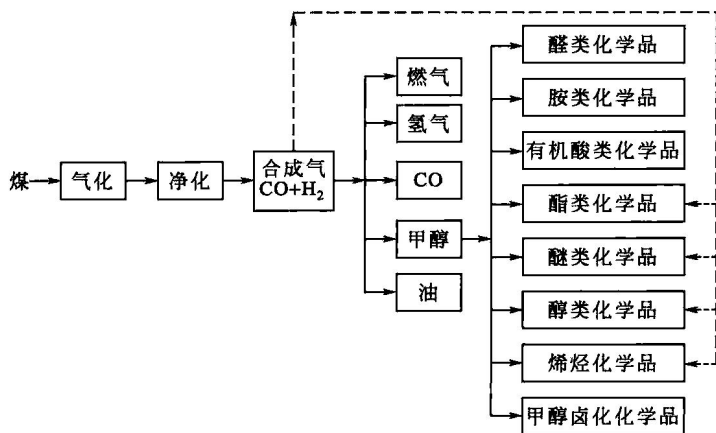 煤
气化
净化
合成气
CO+H₂
燃气
氢气
CO
甲醇
油
醛类化学品
胺类化学品
有机酸类化学品
酯类化学品
醚类化学品
醇类化学品
烯烃化学品
甲醇卤化化学品